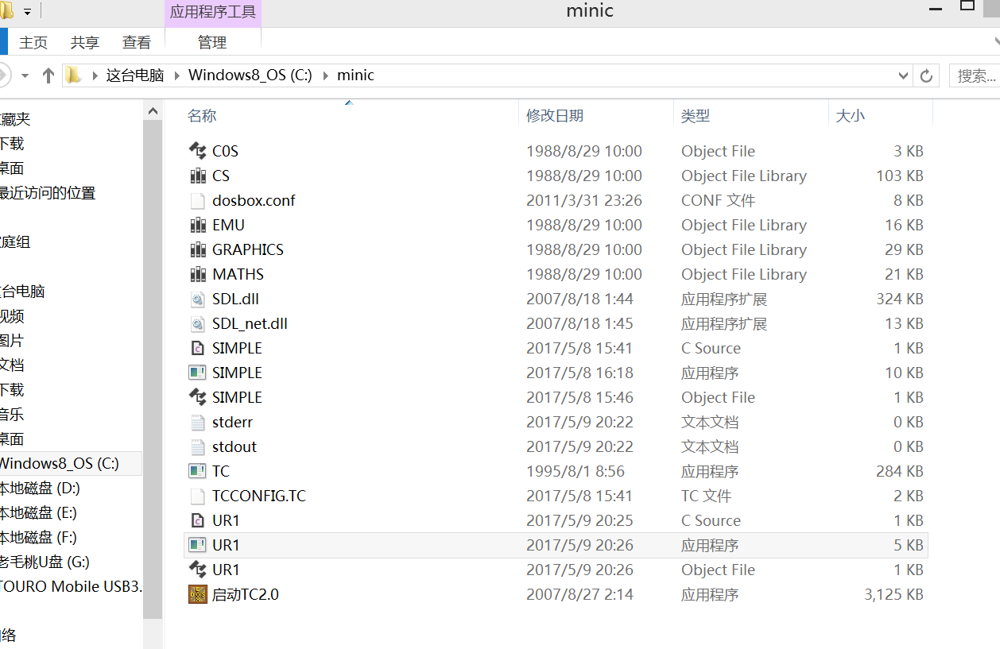 应用程序工具
minic
主页 共享 查看 管理
这台电脑 Windows8_OS (C:) minic
搜索...
藏夹
下载
桌面
最近访问的位置
庭组
台电脑
视频
图片
文档
下载
音乐
桌面
Windows8_OS (C:)
本地磁盘 (D:)
本地磁盘 (E:)
本地磁盘 (F:)
老毛桃U盘 (G:)
TOURO Mobile USB3.
络
名称 修改日期 类型 大小
C0S 1988/8/29 10:00 Object File 3 KB
CS 1988/8/29 10:00 Object File Library 103 KB
dosbox.conf 2011/3/31 23:26 CONF 文件 8 KB
EMU 1988/8/29 10:00 Object File Library 16 KB
GRAPHICS 1988/8/29 10:00 Object File Library 29 KB
MATHS 1988/8/29 10:00 Object File Library 21 KB
SDL.dll 2007/8/18 1:44 应用程序扩展 324 KB
SDL_net.dll 2007/8/18 1:45 应用程序扩展 13 KB
SIMPLE 2017/5/8 15:41 C Source 1 KB
SIMPLE 2017/5/8 16:18 应用程序 10 KB
SIMPLE 2017/5/8 15:46 Object File 1 KB
stderr 2017/5/9 20:22 文本文档 0 KB
stdout 2017/5/9 20:22 文本文档 0 KB
TC 1995/8/1 8:56 应用程序 284 KB
TCCONFIG.TC 2017/5/8 15:41 TC 文件 2 KB
UR1 2017/5/9 20:25 C Source 1 KB
UR1 2017/5/9 20:26 应用程序 5 KB
UR1 2017/5/9 20:26 Object File 1 KB
启动TC2.0 2007/8/27 2:14 应用程序 3,125 KB